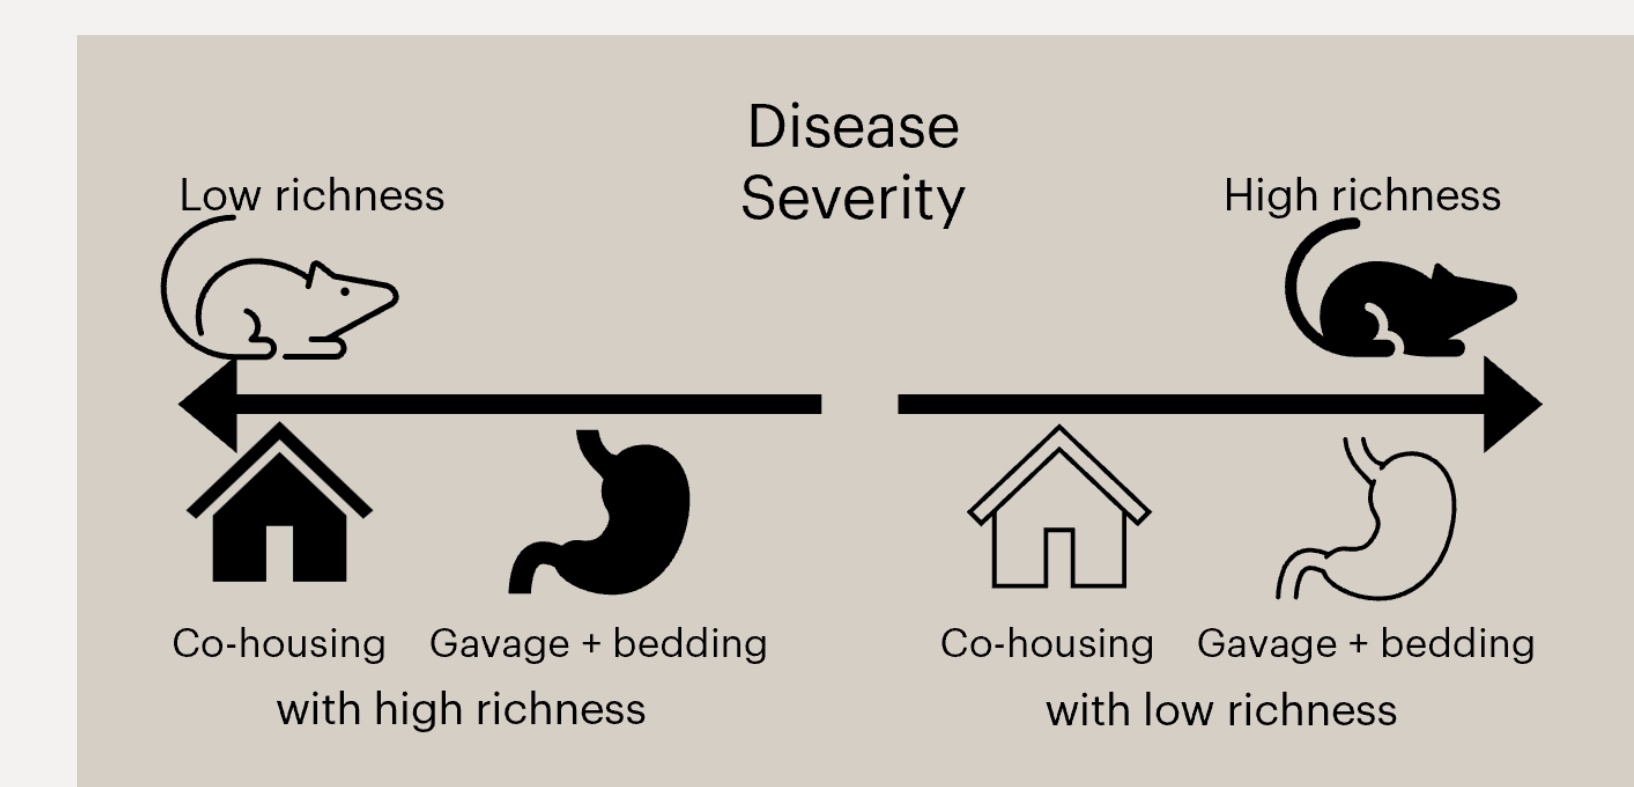 Disease
Severity
Low richness
High richness
Co-housing
Gavage + bedding
with high richness
Co-housing
Gavage + bedding
with low richness